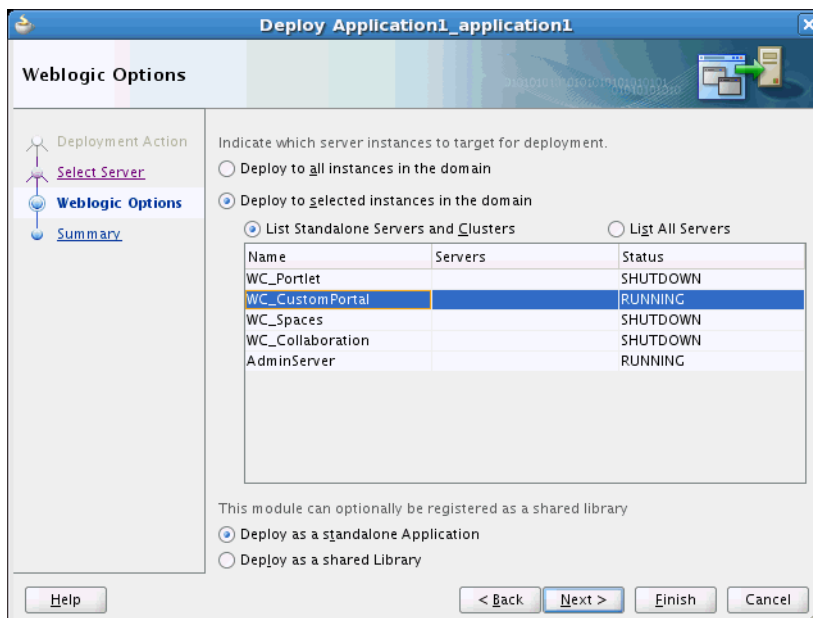 Deploy Application1_application1
Weblogic Options
Deployment Action
Select Server
Weblogic Options
Summary
Indicate which server instances to target for deployment.
Deploy to all instances in the domain
Deploy to selected instances in the domain
List Standalone Servers and Clusters List All Servers
Name Servers Status
WC_Portlet SHUTDOWN
WC_CustomPortal RUNNING
WC_Spaces SHUTDOWN
WC_Collaboration SHUTDOWN
AdminServer RUNNING
This module can optionally be registered as a shared library
Deploy as a standalone Application
Deploy as a shared Library
Help < Back Next > Finish Cancel